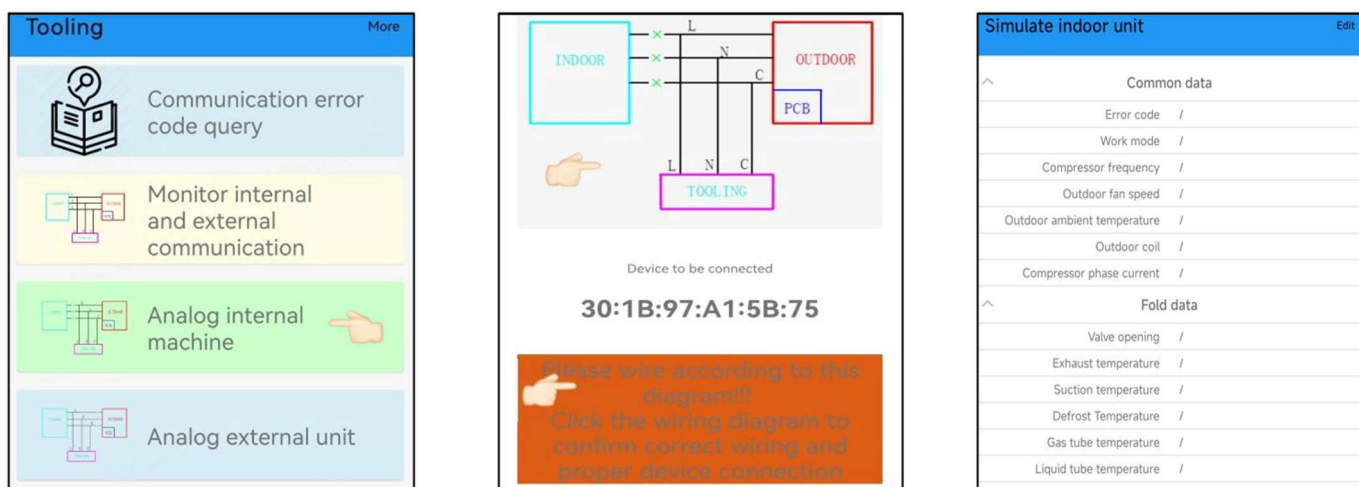 Tooling
More
Communication error
code query
Monitor internal
and external
communication
Analog internal
machine
Analog external unit
INDOOR
L
N
C
OUTDOOR
PCB
L N C
TOOLING
Device to be connected
30:1B:97:A1:5B:75
Please wire according to this
diagram!!!
Click the wiring diagram to
confirm correct wiring and
proper device connection
Simulate indoor unit
Edit
Common data
Error code /
Work mode /
Compressor frequency /
Outdoor fan speed /
Outdoor ambient temperature /
Outdoor coil /
Compressor phase current /
Fold data
Valve opening /
Exhaust temperature /
Suction temperature /
Defrost Temperature /
Gas tube temperature /
Liquid tube temperature /